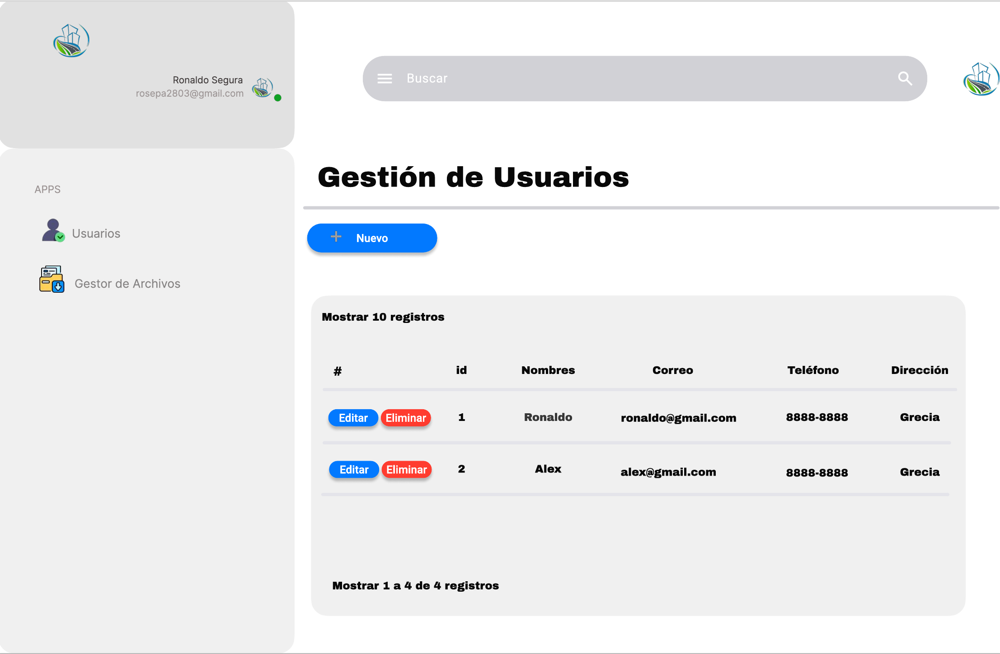 Ronaldo Segura
rosepa2803@gmail.com
Buscar
APPS
Usuarios
Gestor de Archivos
Gestión de Usuarios
Nuevo
Mostrar 10 registros
# id Nombres Correo Teléfono Dirección
Editar Eliminar 1 Ronaldo ronaldo@gmail.com 8888-8888 Grecia
Editar Eliminar 2 Alex alex@gmail.com 8888-8888 Grecia
Mostrar 1 a 4 de 4 registros